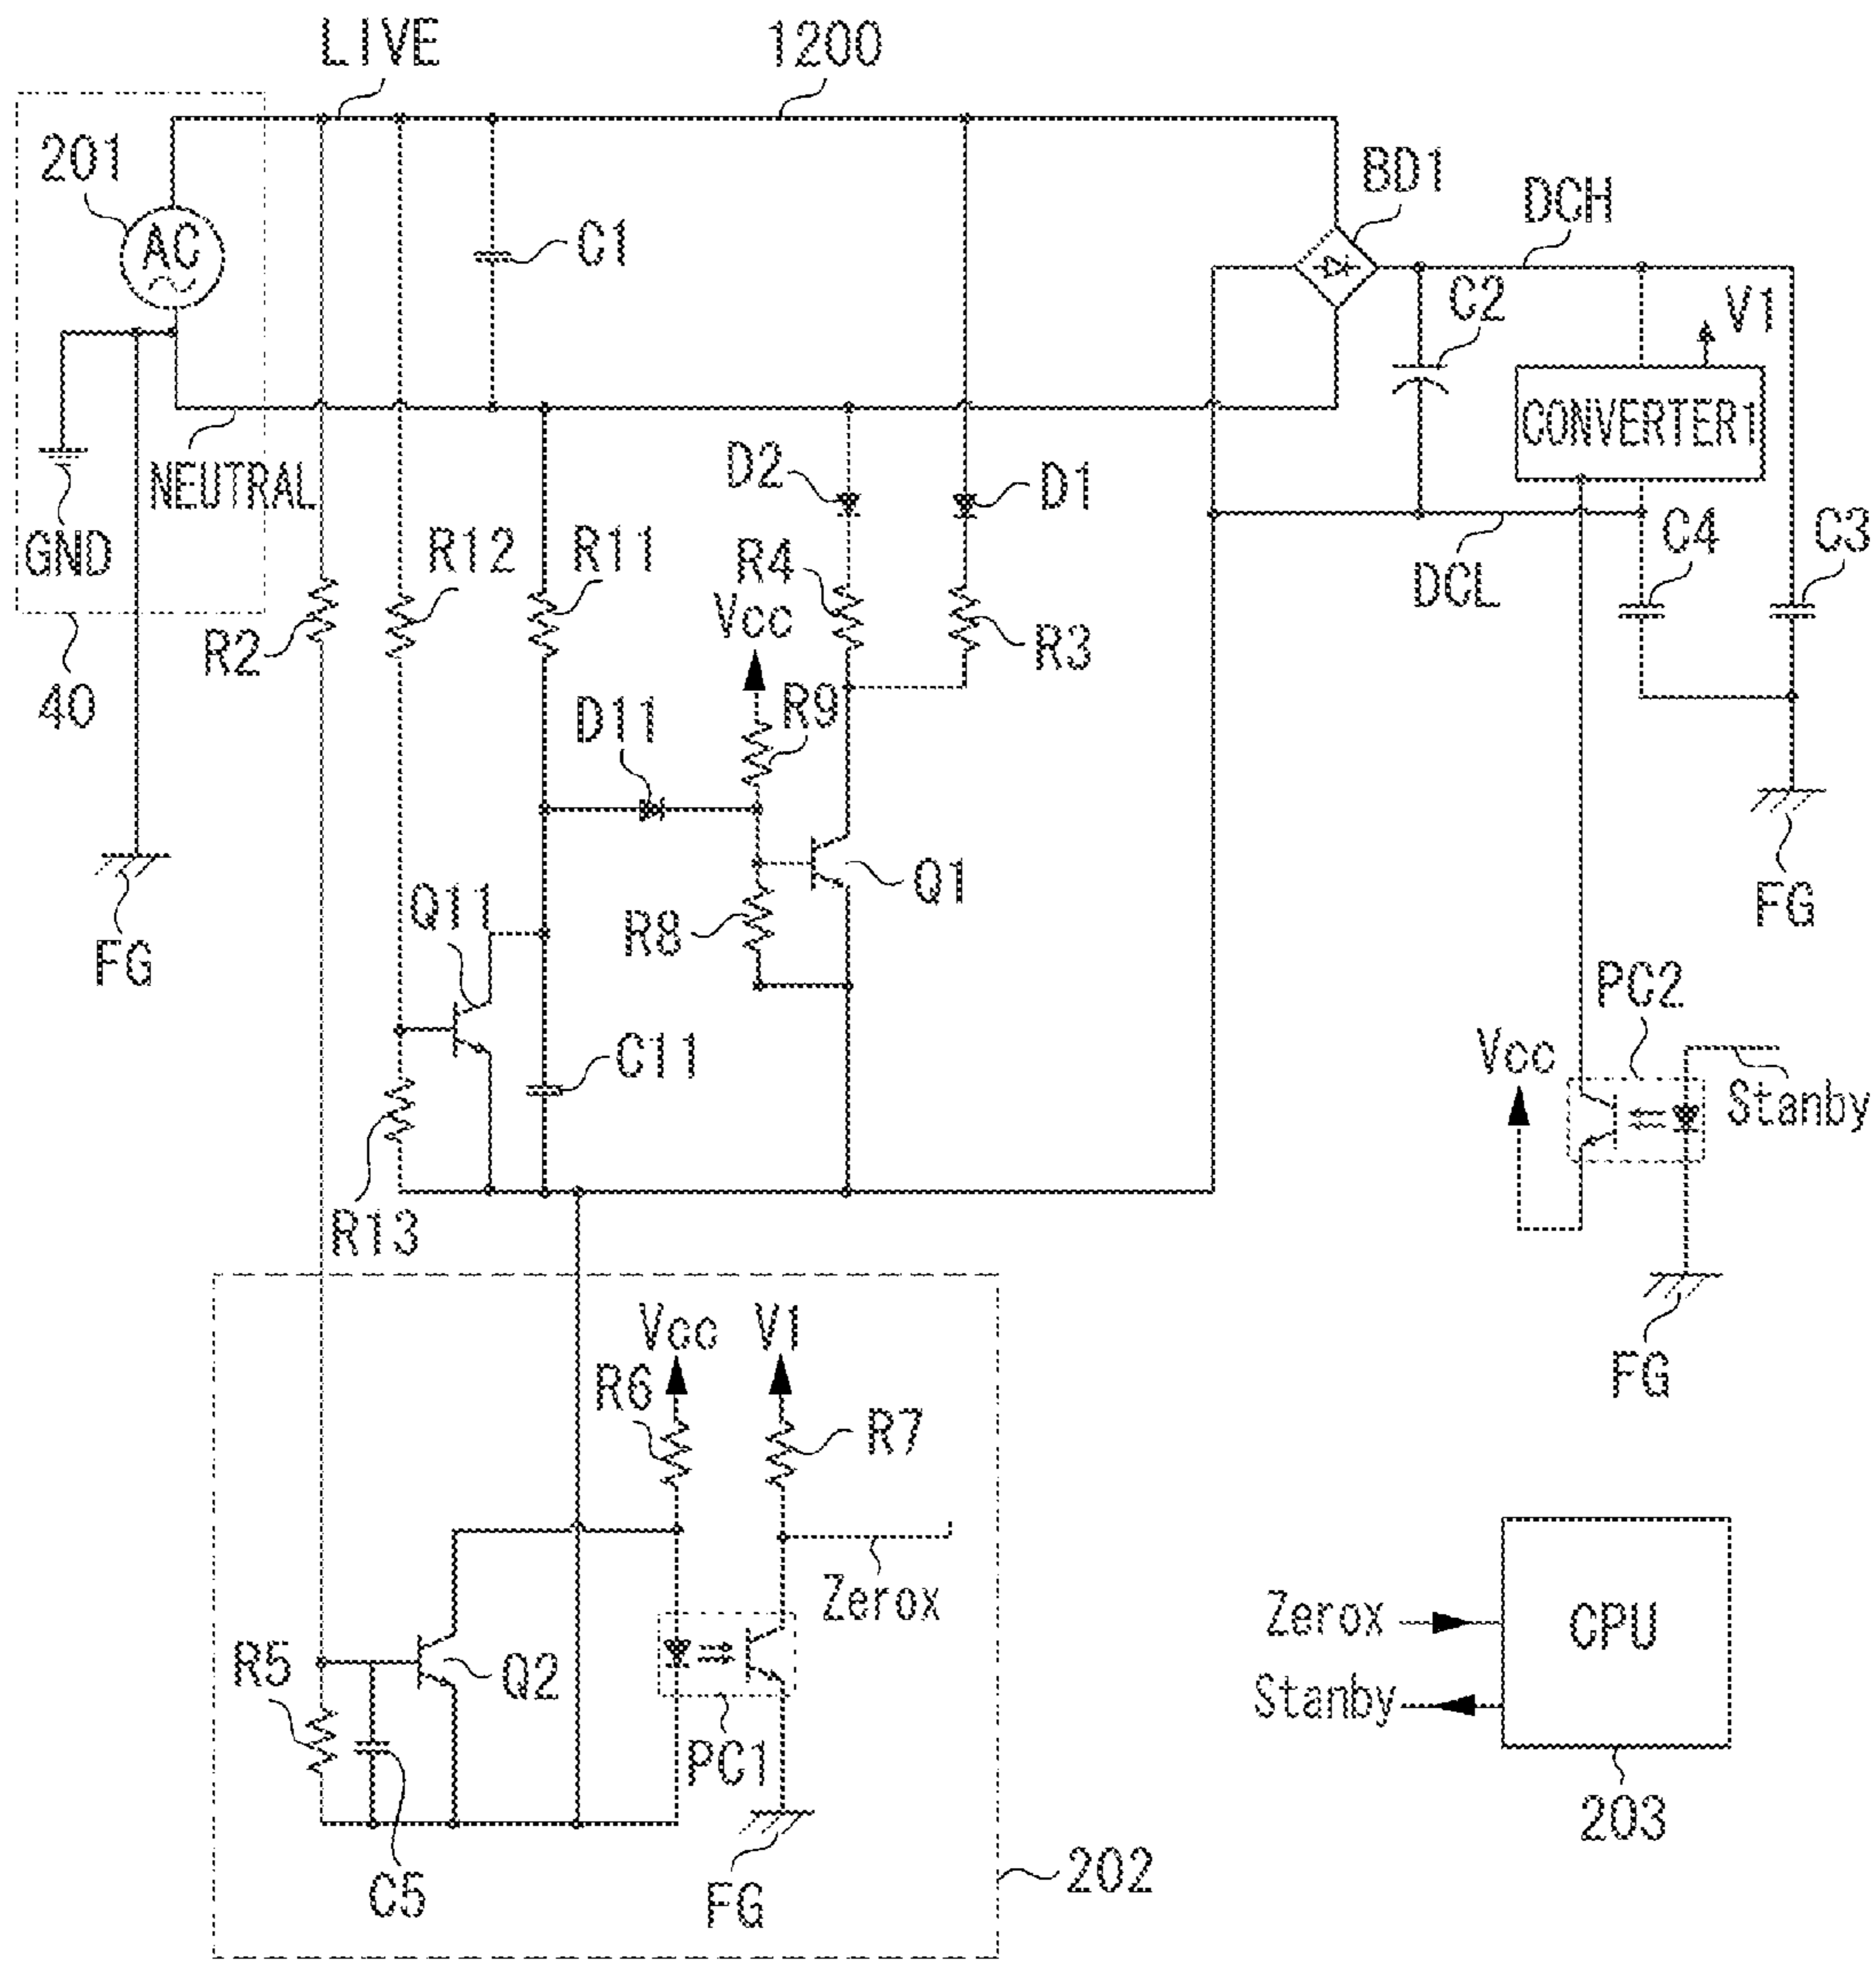 LIVE
1200
201
AC
C1
BD1
DCH
C2
V1
CONVERTER1
NEUTRAL
GND
D2
D1
R12
R11
R4
C4
C3
DCL
Vcc
R2
R3
40
D11
R9
Q1
FG
Q11
R8
FG
PC2
C11
Vcc
Stanby
R13
Vcc
V1
R6
FG
R7
Zerox
Zerox
CPU
R5
Q2
Stanby
PC1
203
C5
FG
202